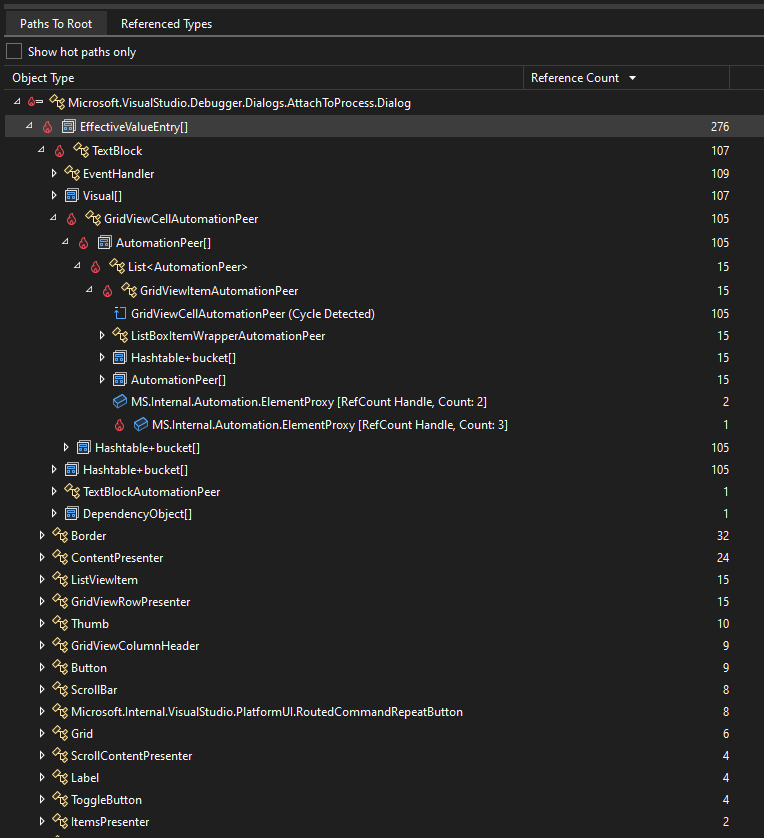 Paths To Root Referenced Types
Show hot paths only
Object Type Reference Count
Microsoft.VisualStudio.Debugger.Dialogs.AttachToProcess.Dialog
EffectiveValueEntry[] 276
TextBlock 107
EventHandler 109
Visual[] 107
GridViewCellAutomationPeer 105
AutomationPeer[] 105
List<AutomationPeer> 15
GridViewItemAutomationPeer 15
GridViewCellAutomationPeer (Cycle Detected) 105
ListBoxItemWrapperAutomationPeer 15
Hashtable+bucket[] 15
AutomationPeer[] 15
MS.Internal.Automation.ElementProxy [RefCount Handle, Count: 2] 2
MS.Internal.Automation.ElementProxy [RefCount Handle, Count: 3] 1
Hashtable+bucket[] 105
Hashtable+bucket[] 105
TextBlockAutomationPeer 1
DependencyObject[] 1
Border 32
ContentPresenter 24
ListViewItem 15
GridViewRowPresenter 15
Thumb 10
GridViewColumnHeader 9
Button 9
ScrollBar 8
Microsoft.Internal.VisualStudio.PlatformUI.RoutedCommandRepeatButton 8
Grid 6
ScrollContentPresenter 4
Label 4
ToggleButton 4
ItemsPresenter 2